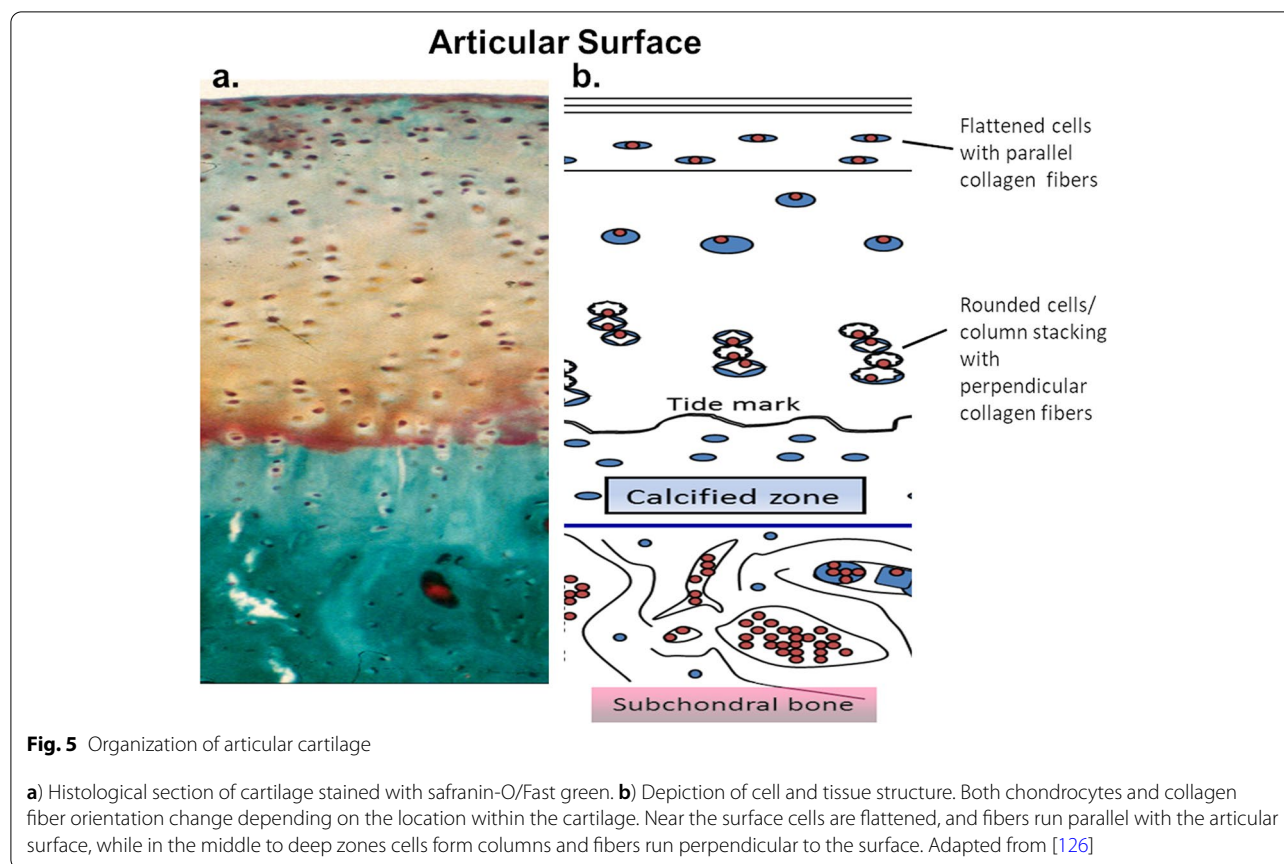 Articular Surface
a.
b.
Flattened cells
with parallel
collagen fibers
Rounded cells/
column stacking
with
perpendicular
collagen fibers
Tide mark
Calcified zone
Subchondral bone
Fig. 5 Organization of articular cartilage
a) Histological section of cartilage stained with safranin-O/Fast green. b) Depiction of cell and tissue structure. Both chondrocytes and collagen
fiber orientation change depending on the location within the cartilage. Near the surface cells are flattened, and fibers run parallel with the articular
surface, while in the middle to deep zones cells form columns and fibers run perpendicular to the surface. Adapted from [126]